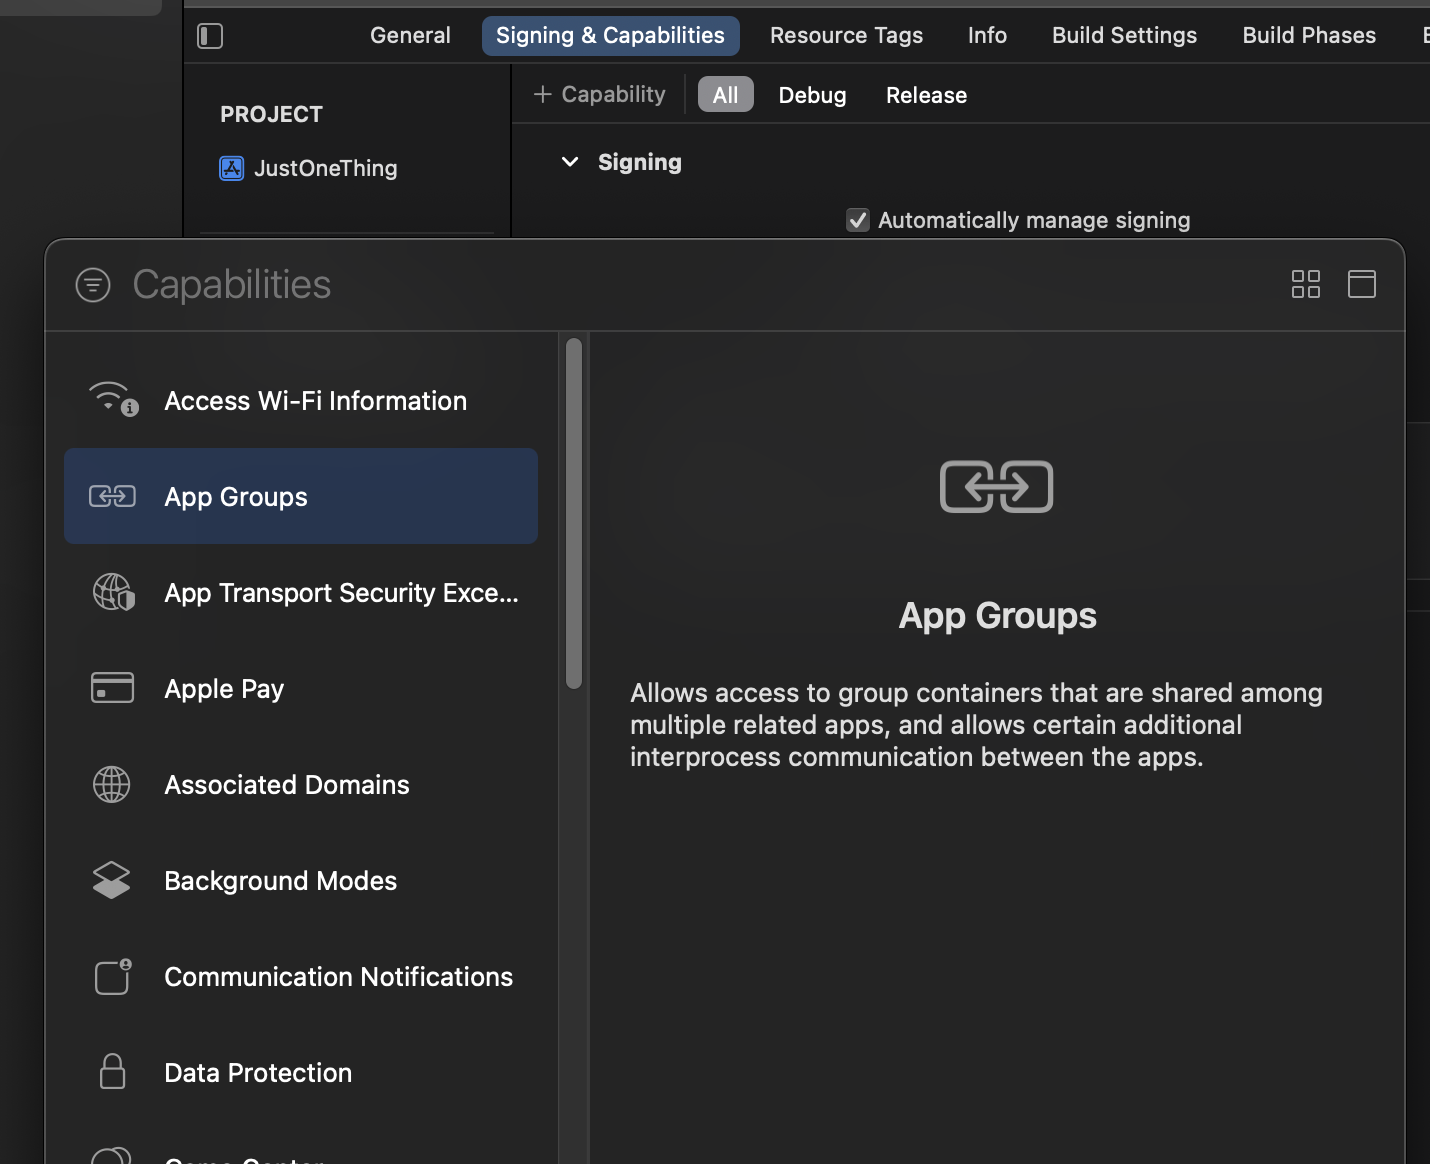 General
Signing & Capabilities
Resource Tags
Info
Build Settings
Build Phases
PROJECT
JustOneThing
+ Capability
All
Debug
Release
Signing
Automatically manage signing
Capabilities
Access Wi-Fi Information
App Groups
App Transport Security Exce...
Apple Pay
Associated Domains
Background Modes
Communication Notifications
Data Protection
Game Center
App Groups
Allows access to group containers that are shared among
multiple related apps, and allows certain additional
interprocess communication between the apps.